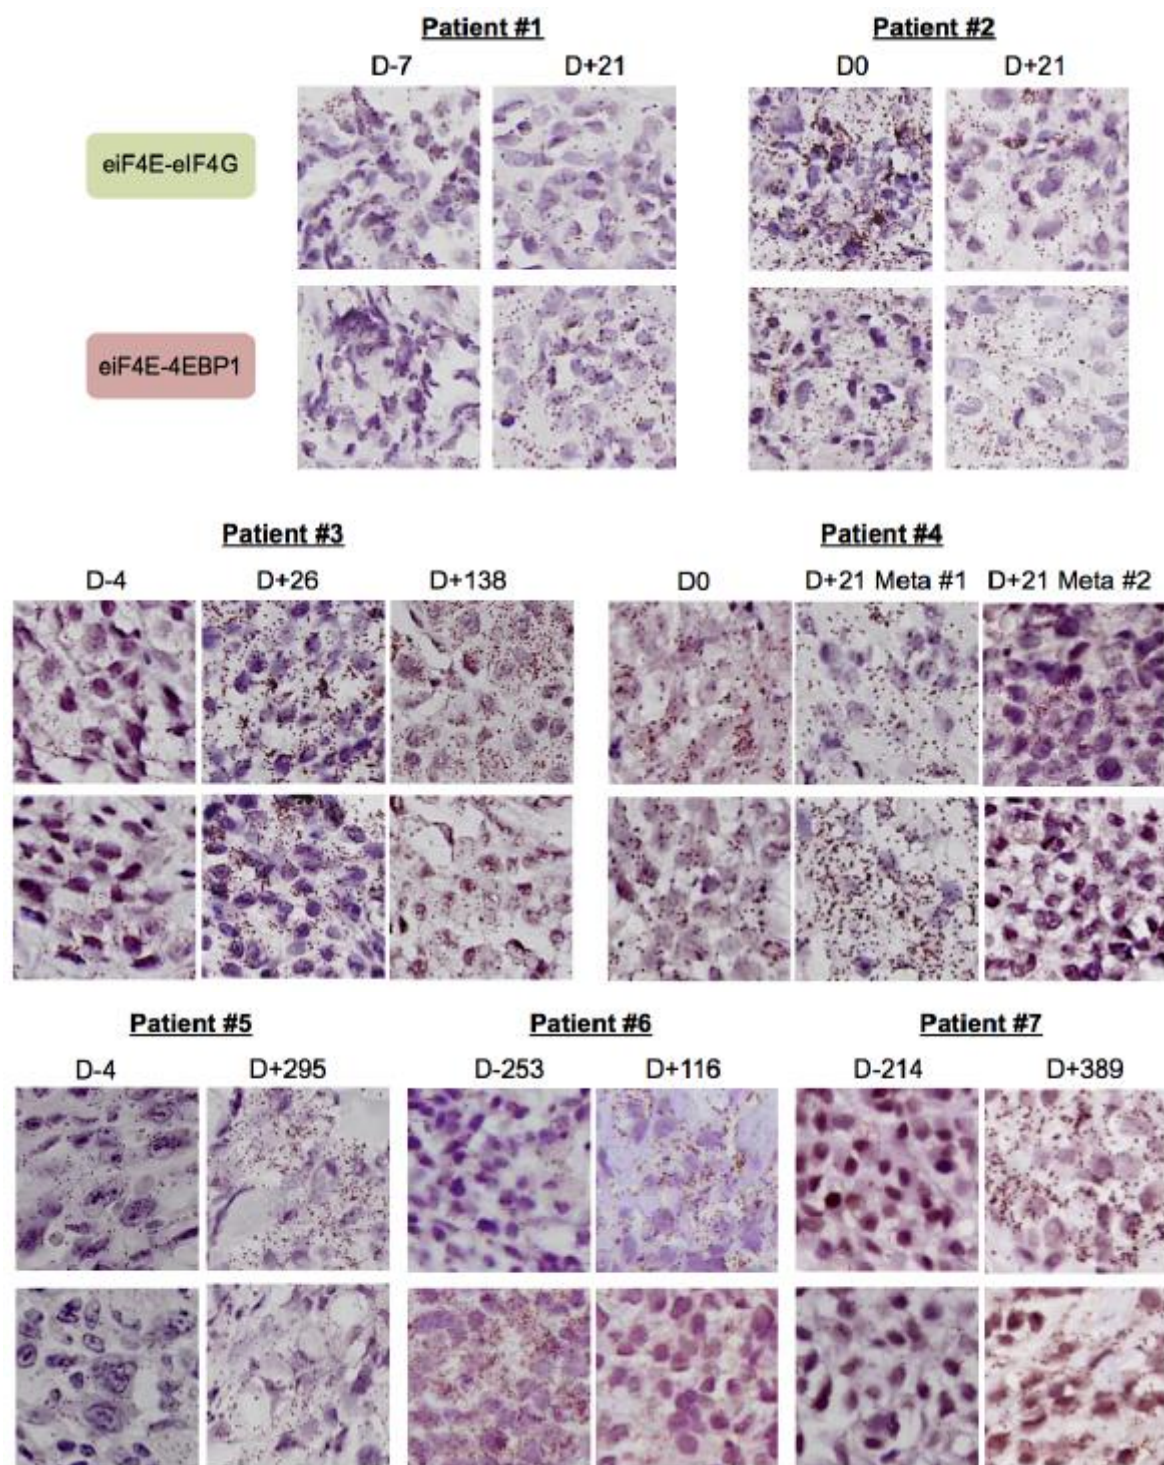 Patient #1 Patient #2
D-7 D+21 D0 D+21
eiF4E-eIF4G
eiF4E-4EBP1
Patient #3 Patient #4
D-4 D+26 D+138 D0 D+21 Meta #1 D+21 Meta #2
Patient #5 Patient #6 Patient #7
D-4 D+295 D-253 D+116 D-214 D+389